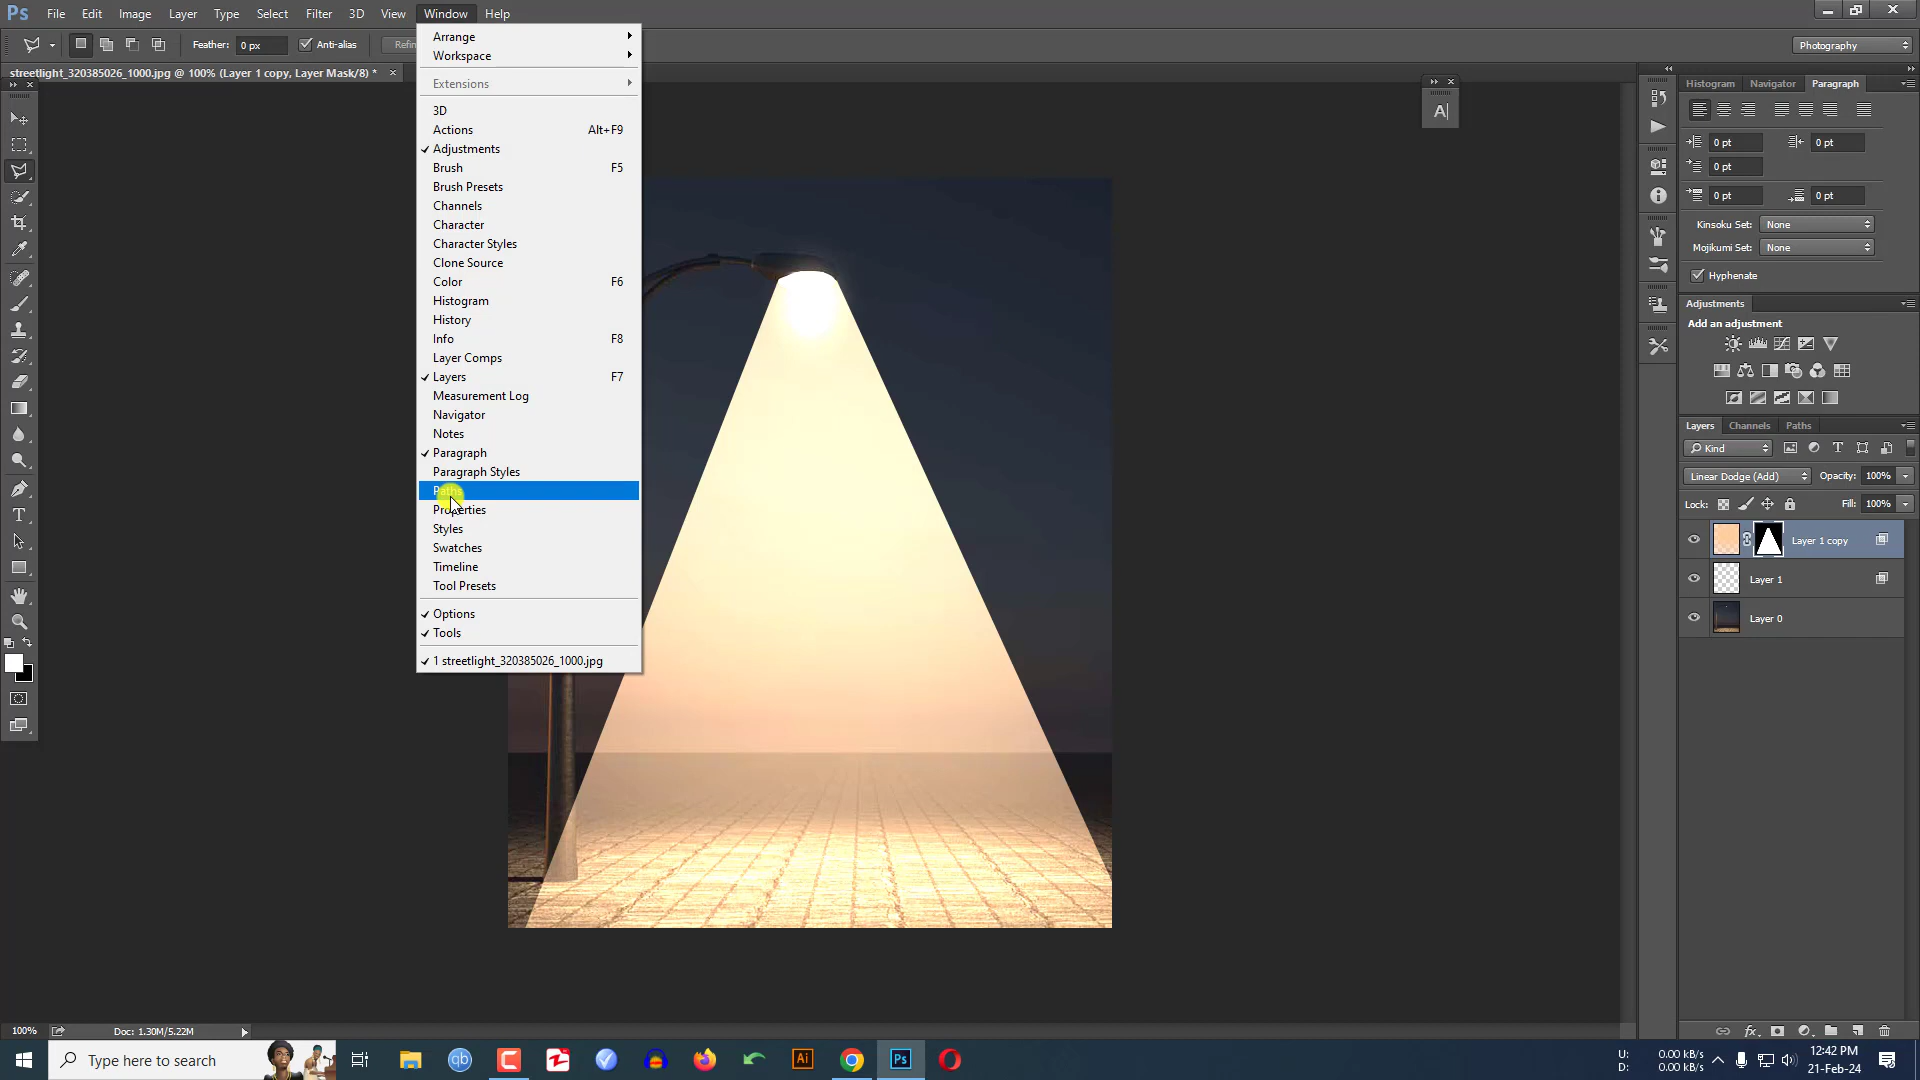 Ps File Edit Image Layer Type Select Filter 3D View Window Help
Feather: 0 px Anti-alias Photography
streetlight_320385026_1000.jpg @ 100% (Layer 1 copy, Layer Mask/8) *
Arrange
Workspace
Extensions
3D
Actions Alt+F9
Adjustments
Brush F5
Brush Presets
Channels
Character
Character Styles
Clone Source
Color F6
Histogram
History
Info F8
Layer Comps
Layers F7
Measurement Log
Navigator
Notes
Paragraph
Paragraph Styles
Paths
Properties
Styles
Swatches
Timeline
Tool Presets
Options
Tools
1 streetlight_320385026_1000.jpg
A
Histogram Navigator Paragraph
0 pt 0 pt
0 pt
0 pt 0 pt
Kinsoku Set: None
Mojikumi Set: None
Hyphenate
Adjustments
Add an adjustment
Layers Channels Paths
Kind
Linear Dodge (Add) Opacity: 100%
Lock: Fill: 100%
Layer 1 copy
Layer 1
Layer 0
100% Doc: 1.30M/5.22M
Type here to search
qb Ai Ps
U: 0.00 kB/s
D: 0.00 kB/s
12:42 PM
21-Feb-24